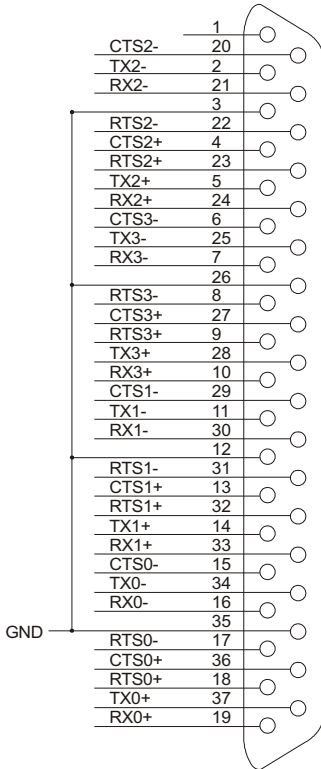 1
CTS2- 20
TX2- 2
RX2- 21
3
RTS2- 22
CTS2+ 4
RTS2+ 23
TX2+ 5
RX2+ 24
CTS3- 6
TX3- 25
RX3- 7
26
RTS3- 8
CTS3+ 27
RTS3+ 9
TX3+ 28
RX3+ 10
CTS1- 29
TX1- 11
RX1- 30
12
RTS1- 31
CTS1+ 13
RTS1+ 32
TX1+ 14
RX1+ 33
CTS0- 15
TX0- 34
RX0- 16
35
GND
RTS0- 17
CTS0+ 36
RTS0+ 18
TX0+ 37
RX0+ 19